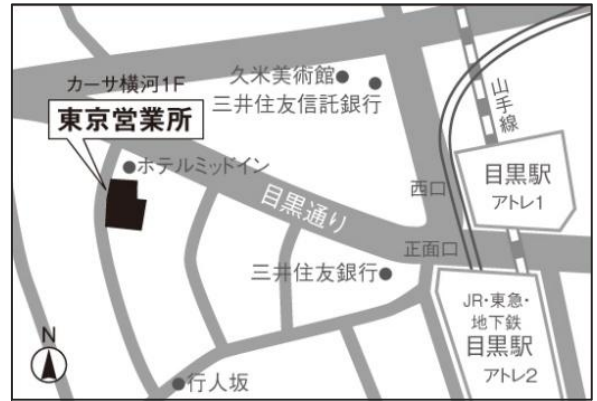 カーサ横河1F
東京営業所
久米美術館
三井住友信託銀行
山手線
ホテルミッドイン
目黒通り
西口
目黒駅
アトレ1
正面口
三井住友銀行
JR・東急・
地下鉄
目黒駅
アトレ2
N
行人坂